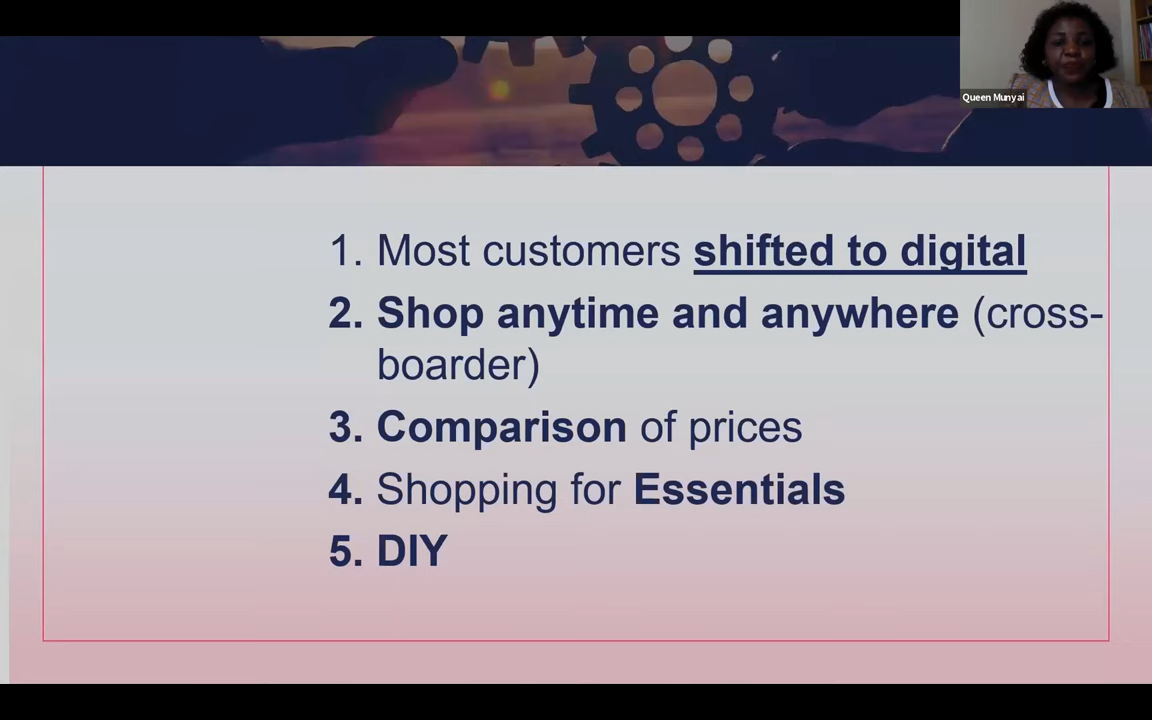 Queen Munyai
1. Most customers shifted to digital
2. Shop anytime and anywhere (cross-
boarder)
3. Comparison of prices
4. Shopping for Essentials
5. DIY